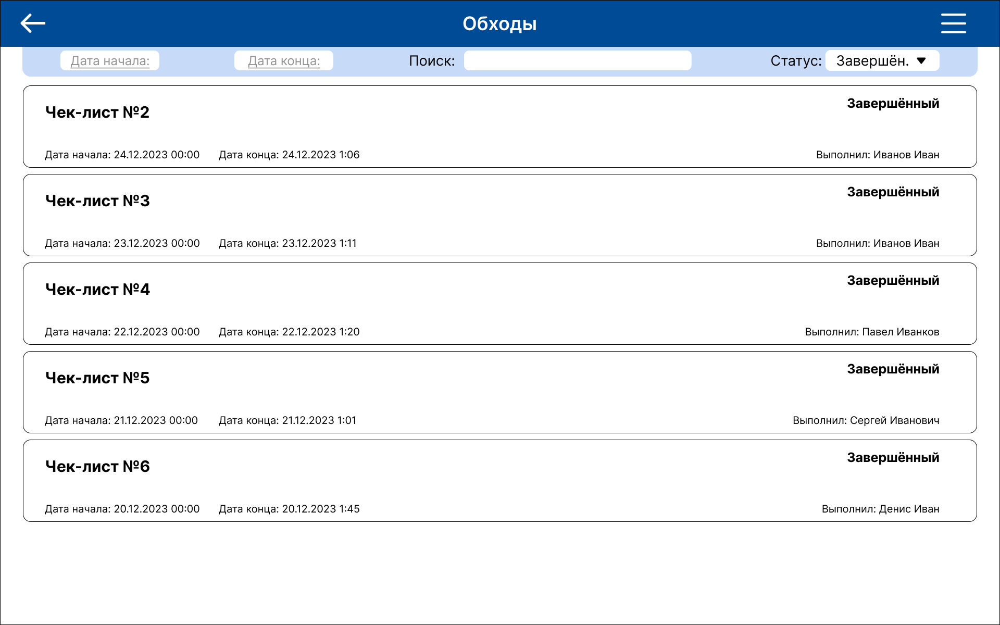 Обходы
Дата начала: Дата конца: Поиск: Статус: Завершён.
Чек-лист №2 Завершённый
Дата начала: 24.12.2023 00:00 Дата конца: 24.12.2023 1:06 Выполнил: Иванов Иван
Чек-лист №3 Завершённый
Дата начала: 23.12.2023 00:00 Дата конца: 23.12.2023 1:11 Выполнил: Иванов Иван
Чек-лист №4 Завершённый
Дата начала: 22.12.2023 00:00 Дата конца: 22.12.2023 1:20 Выполнил: Павел Иванков
Чек-лист №5 Завершённый
Дата начала: 21.12.2023 00:00 Дата конца: 21.12.2023 1:01 Выполнил: Сергей Иванович
Чек-лист №6 Завершённый
Дата начала: 20.12.2023 00:00 Дата конца: 20.12.2023 1:45 Выполнил: Денис Иван